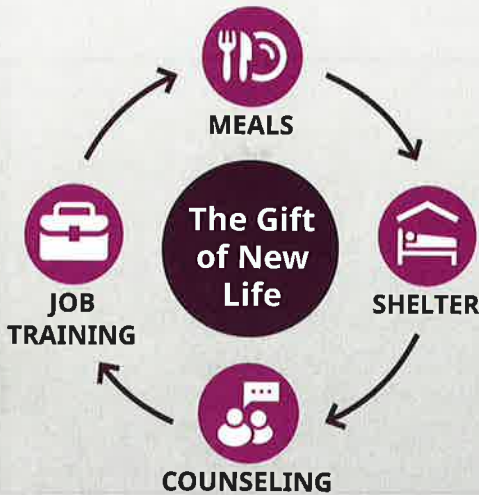 MEALS
The Gift
of New
Life
SHELTER
JOB
TRAINING
COUNSELING